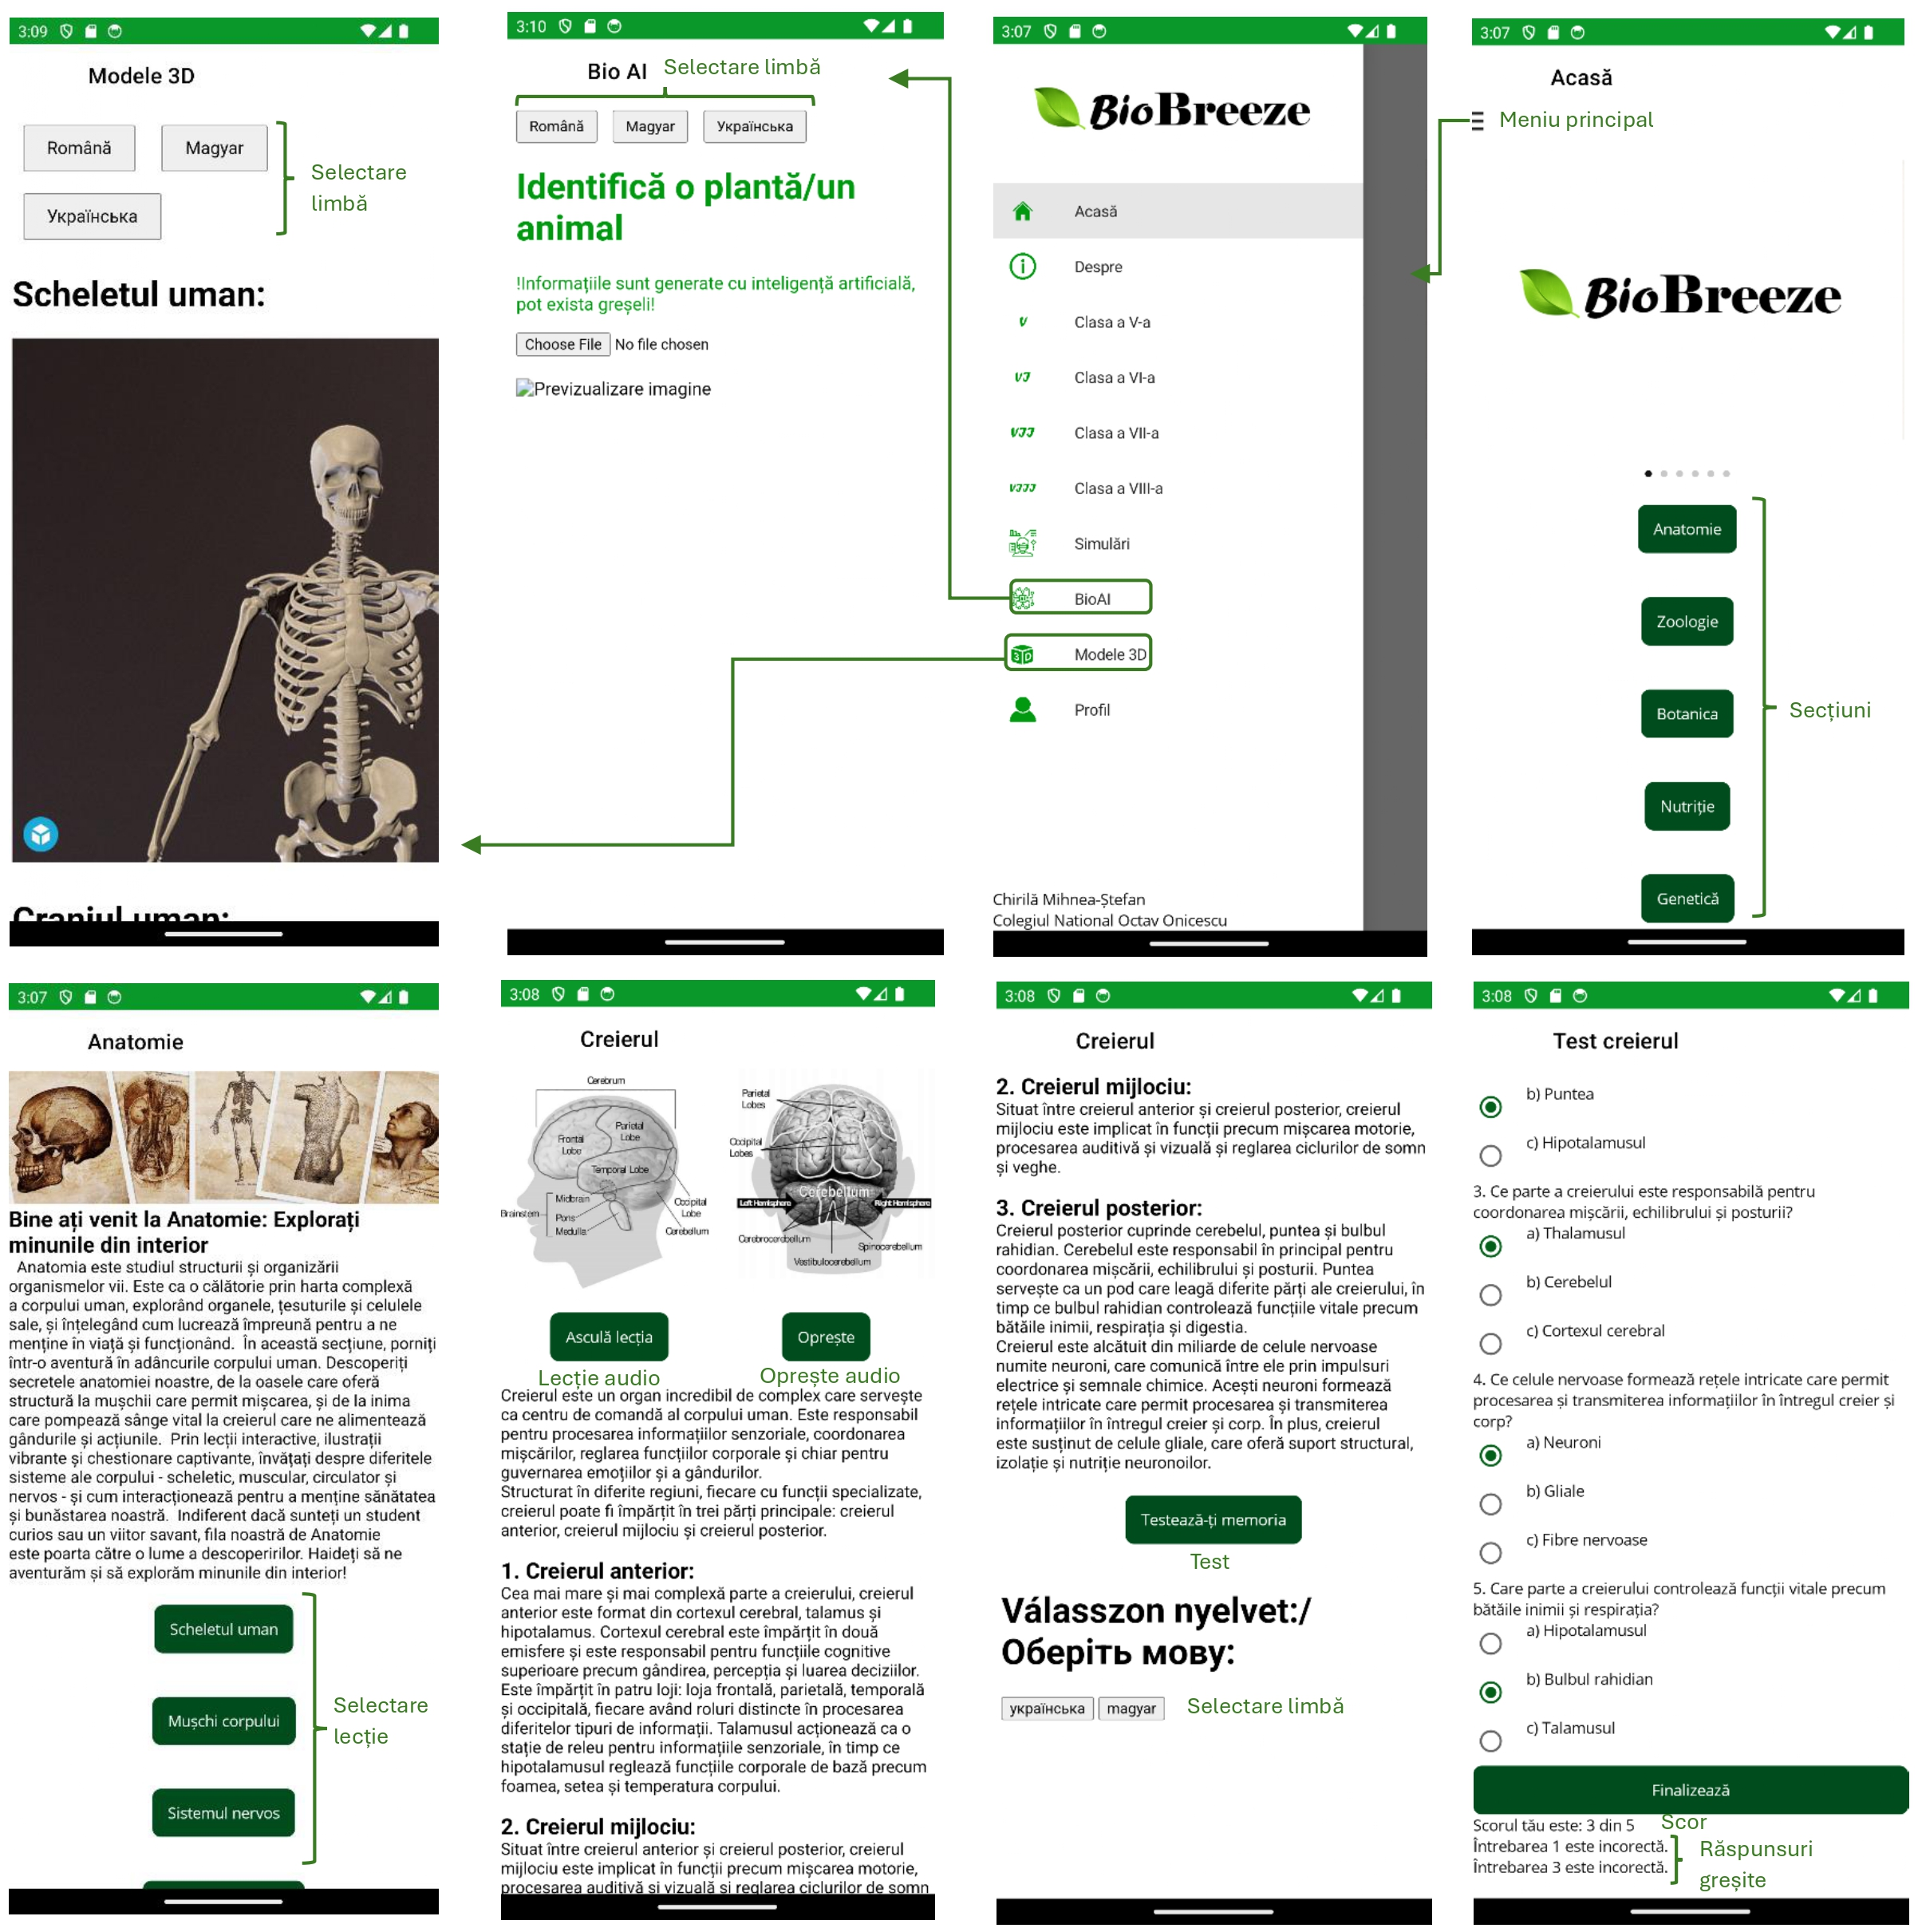 3:09
Modele 3D
Română
Magyar
Українська
Selectare
limbă
Scheletul uman:
Craniul uman:
3:10
Bio AI
Selectare limbă
Română
Magyar
Українська
Identifică o plantă/un
animal
!Informațiile sunt generate cu inteligență artificială,
pot exista greșeli!
Choose File No file chosen
Previzualizare imagine
3:07
BioBreeze
Acasă
Despre
V Clasa a V-a
VI Clasa a VI-a
VII Clasa a VII-a
VIII Clasa a VIII-a
Simulări
BioAI
3D Modele 3D
Profil
Chirilă Mihnea-Ștefan
Colegiul National Octav Onicescu
3:07
Acasă
Meniu principal
BioBreeze
Anatomie
Zoologie
Botanica
Nutriție
Genetică
Secțiuni
3:07
Anatomie
Bine ați venit la Anatomie: Explorați
minunile din interior
Anatomia este studiul structurii și organizării
organismelor vii. Este ca o călătorie prin harta complexă
a corpului uman, explorând organele, țesuturile și celulele
sale, și înțelegând cum lucrează împreună pentru a ne
menține în viață și funcționând. În această secțiune, porniți
într-o aventură în adâncurile corpului uman. Descoperiți
secretele anatomiei noastre, de la oasele care oferă
structură la mușchii care permit mișcarea, și de la inima
care pompează sânge vital la creierul care ne alimentează
gândurile și acțiunile. Prin lecții interactive, ilustrații
vibrante și chestionare captivante, învățați despre diferitele
sisteme ale corpului - scheletic, muscular, circulator și
nervos - și cum interacționează pentru a menține sănătatea
și bunăstarea noastră. Indiferent dacă sunteți un student
curios sau un viitor savant, fila noastră de Anatomie
este poarta către o lume a descoperirilor. Haideți să ne
aventurăm și să explorăm minunile din interior!
Scheletul uman
Mușchi corpului
Sistemul nervos
Selectare
lecție
3:08
Creierul
Cerebrum
Parietal
Lobe
Frontal
Lobe
Temporal Lobe
Midbrain
Brainstem
Pons
Medulla
Occipital
Lobe
Cerebellum
Parietal
Lobes
Occipital
Lobes
Cerebellum
Left Hemisphere
Right Hemisphere
Cerebrocerebellum
Spinocerebellum
Vestibulocerebellum
Ascultă lecția
Oprește
Lecție audio
Oprește audio
Creierul este un organ incredibil de complex care servește
ca centru de comandă al corpului uman. Este responsabil
pentru procesarea informațiilor senzoriale, coordonarea
mișcărilor, reglarea funcțiilor corporale și chiar pentru
guvernarea emoțiilor și a gândurilor.
Structurat în diferite regiuni, fiecare cu funcții specializate,
creierul poate fi împărțit în trei părți principale: creierul
anterior, creierul mijlociu și creierul posterior.
1. Creierul anterior:
Cea mai mare și mai complexă parte a creierului, creierul
anterior este format din cortexul cerebral, talamus și
hipotalamus. Cortexul cerebral este împărțit în două
emisfere și este responsabil pentru funcțiile cognitive
superioare precum gândirea, percepția și luarea deciziilor.
Este împărțit în patru loji: loja frontală, parietală, temporală
și occipitală, fiecare având roluri distincte în procesarea
diferitelor tipuri de informații. Talamusul acționează ca o
stație de releu pentru informațiile senzoriale, în timp ce
hipotalamusul reglează funcțiile corporale de bază precum
foamea, setea și temperatura corpului.
2. Creierul mijlociu:
Situat între creierul anterior și creierul posterior, creierul
mijlociu este implicat în funcții precum mișcarea motorie,
procesarea auditivă și vizuală și reglarea ciclurilor de somn
3:08
Creierul
2. Creierul mijlociu:
Situat între creierul anterior și creierul posterior, creierul
mijlociu este implicat în funcții precum mișcarea motorie,
procesarea auditivă și vizuală și reglarea ciclurilor de somn
și veghe.
3. Creierul posterior:
Creierul posterior cuprinde cerebelul, puntea și bulbul
rahidian. Cerebelul este responsabil în principal pentru
coordonarea mișcării, echilibrului și posturii. Puntea
servește ca un pod care leagă diferite părți ale creierului, în
timp ce bulbul rahidian controlează funcțiile vitale precum
bătăile inimii, respirația și digestia.
Creierul este alcătuit din miliarde de celule nervoase
numite neuroni, care comunică între ele prin impulsuri
electrice și semnale chimice. Acești neuroni formează
rețele intricate care permit procesarea și transmiterea
informațiilor în întregul creier și corp. În plus, creierul
este susținut de celule gliale, care oferă suport structural,
izolație și nutriție neuronoilor.
Testează-ți memoria
Test
Válasszon nyelvet:/
Оберіть мову:
українська magyar
Selectare limbă
3:08
Test creierul
b) Puntea
c) Hipotalamusul
3. Ce parte a creierului este responsabilă pentru
coordonarea mișcării, echilibrului și posturii?
a) Thalamusul
b) Cerebelul
c) Cortexul cerebral
4. Ce celule nervoase formează rețele intricate care permit
procesarea și transmiterea informațiilor în întregul creier și
corp?
a) Neuroni
b) Gliale
c) Fibre nervoase
5. Care parte a creierului controlează funcții vitale precum
bătăile inimii și respirația?
a) Hipotalamusul
b) Bulbul rahidian
c) Talamusul
Finalizează
Scorul tău este: 3 din 5
Scor
Întrebarea 1 este incorectă.
Întrebarea 3 este incorectă.
Răspunsuri
greșite